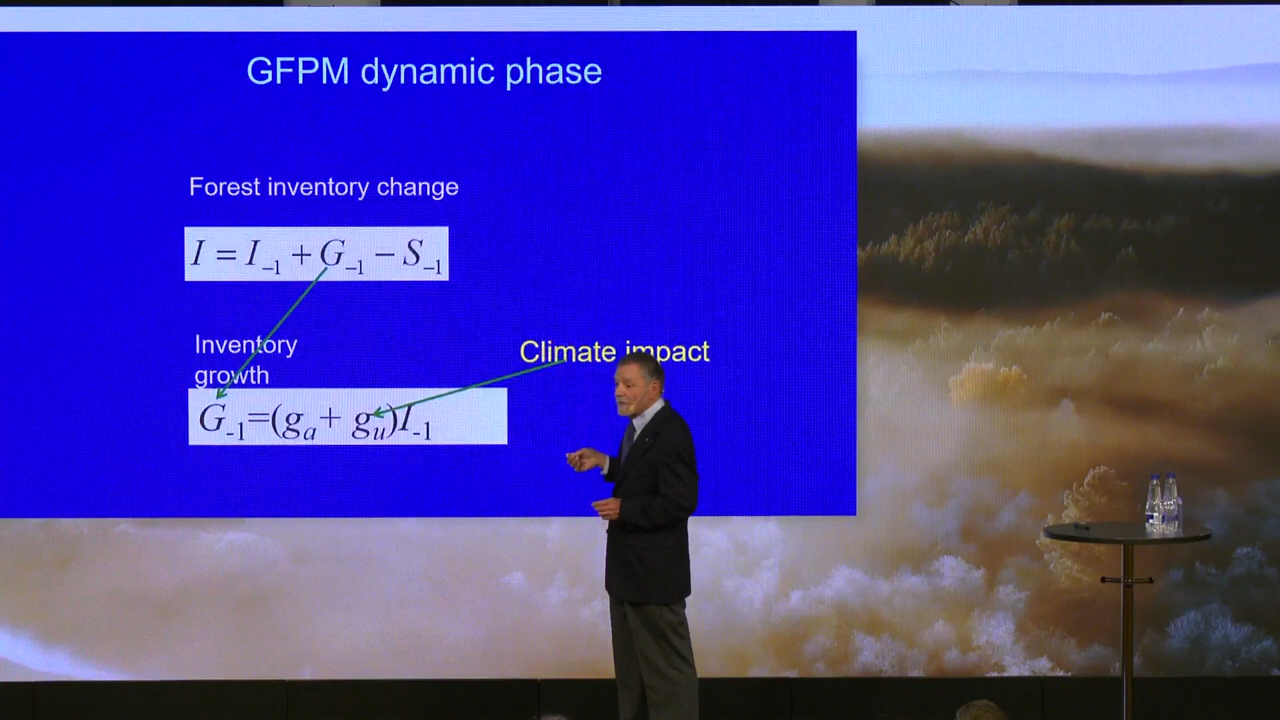 GFPM dynamic phase
Forest inventory change
I = I₋₁ + G₋₁ − S₋₁
Inventory
growth
Climate impact
G₋₁=(gₐ+ gᵤ)I₋₁